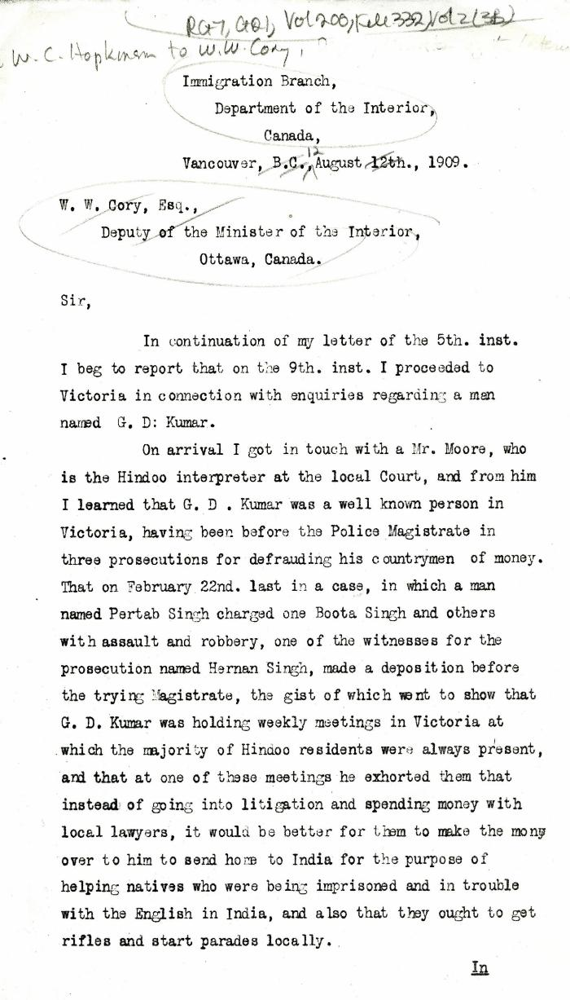 RG7, G21, Vol 200, File 332, Vol 2 (3B)
W. C. Hopkinson to W. W. Cory,
Immigration Branch,
Department of the Interior,
Canada,
12
Vancouver, B.C., August 12th., 1909.
W. W. Cory, Esq.,
Deputy of the Minister of the Interior,
Ottawa, Canada.
Sir,
In continuation of my letter of the 5th. inst.
I beg to report that on the 9th. inst. I proceeded to
Victoria in connection with enquiries regarding a man
named G. D: Kumar.
On arrival I got in touch with a Mr. Moore, who
is the Hindoo interpreter at the local Court, and from him
I learned that G. D . Kumar was a well known person in
Victoria, having been before the Police Magistrate in
three prosecutions for defrauding his countrymen of money.
That on February 22nd. last in a case, in which a man
named Pertab Singh charged one Boota Singh and others
with assault and robbery, one of the witnesses for the
prosecution named Hernan Singh, made a deposition before
the trying Magistrate, the gist of which went to show that
G. D. Kumar was holding weekly meetings in Victoria at
which the majority of Hindoo residents were always present,
and that at one of these meetings he exhorted them that
instead of going into litigation and spending money with
local lawyers, it would be better for them to make the mony
over to him to send home to India for the purpose of
helping natives who were being imprisoned and in trouble
with the English in India, and also that they ought to get
rifles and start parades locally.
In